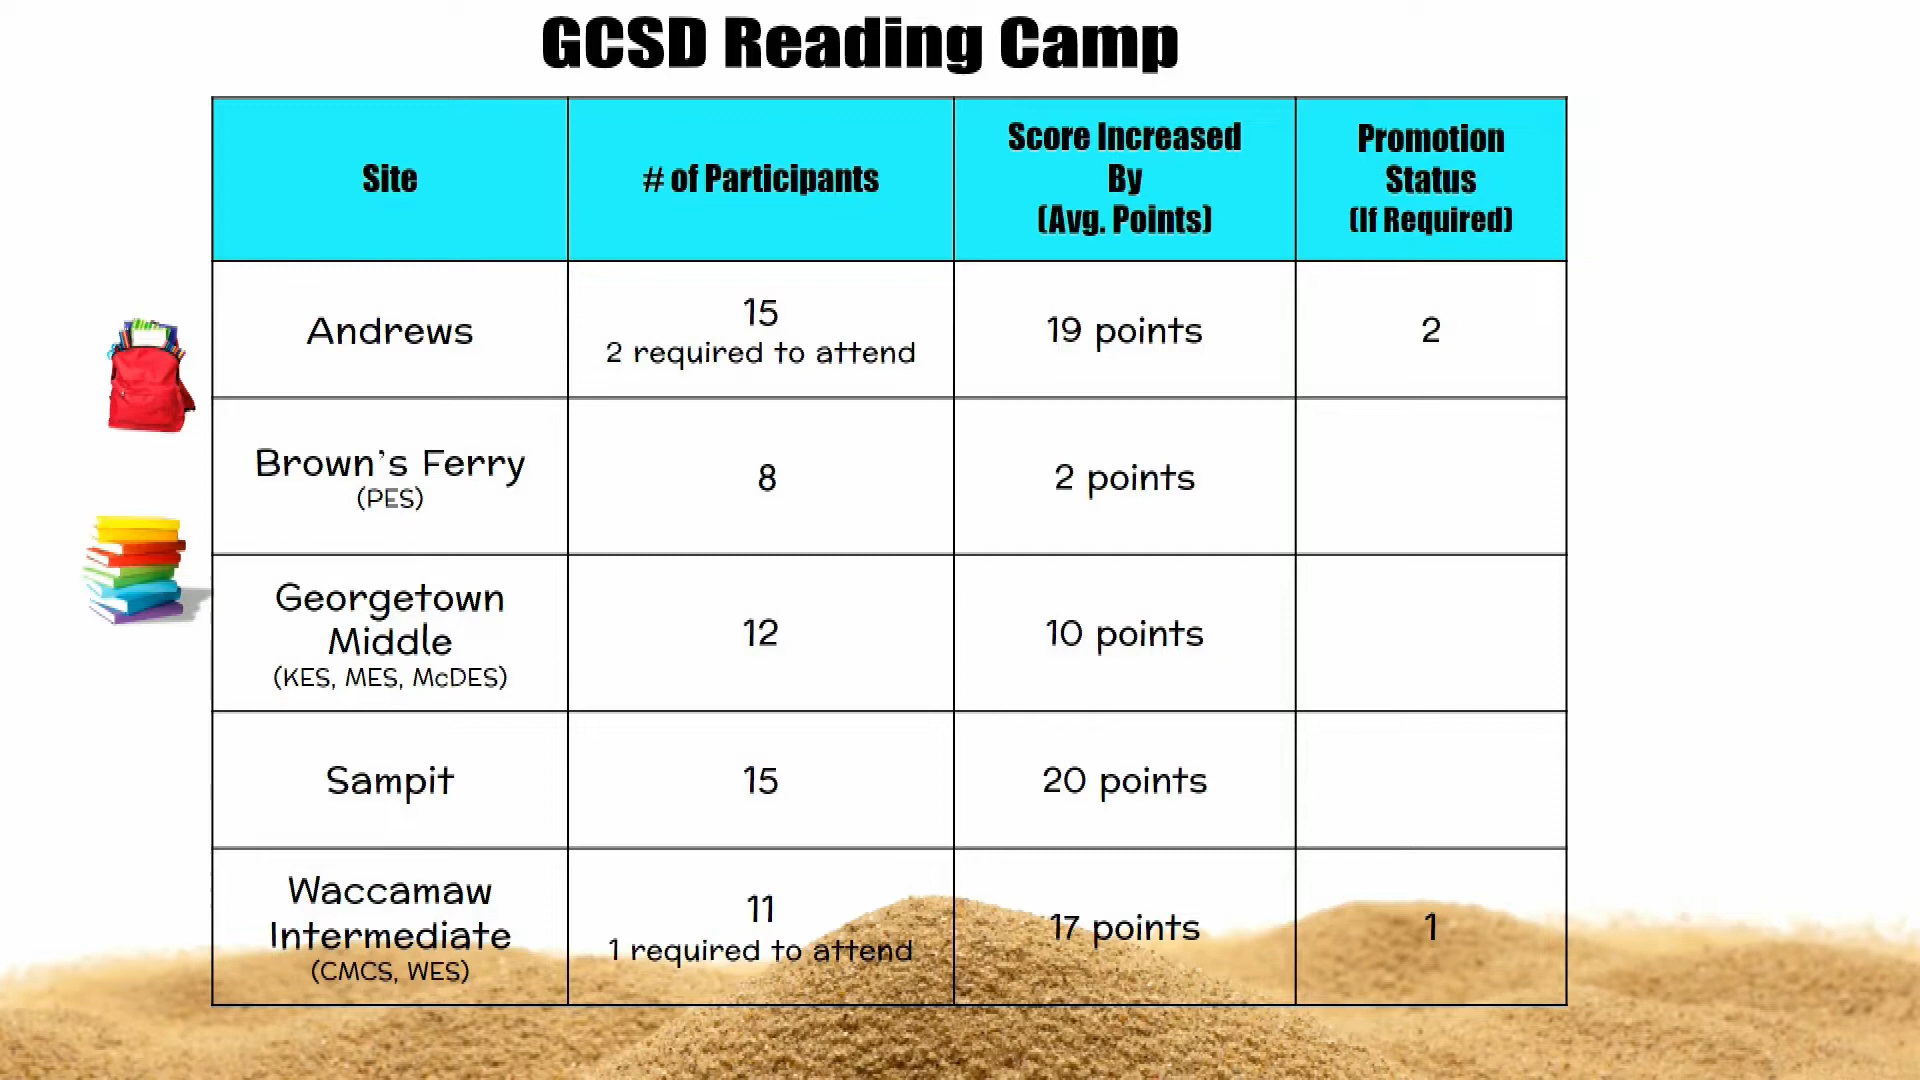 GCSD Reading Camp
Site
# of Participants
Score Increased
By
(Avg. Points)
Promotion
Status
(If Required)
Andrews
15
2 required to attend
19 points
2
Brown's Ferry
(PES)
8
2 points
Georgetown
Middle
(KES, MES, McDES)
12
10 points
Sampit
15
20 points
Waccamaw
Intermediate
(CMCS, WES)
11
1 required to attend
17 points
1